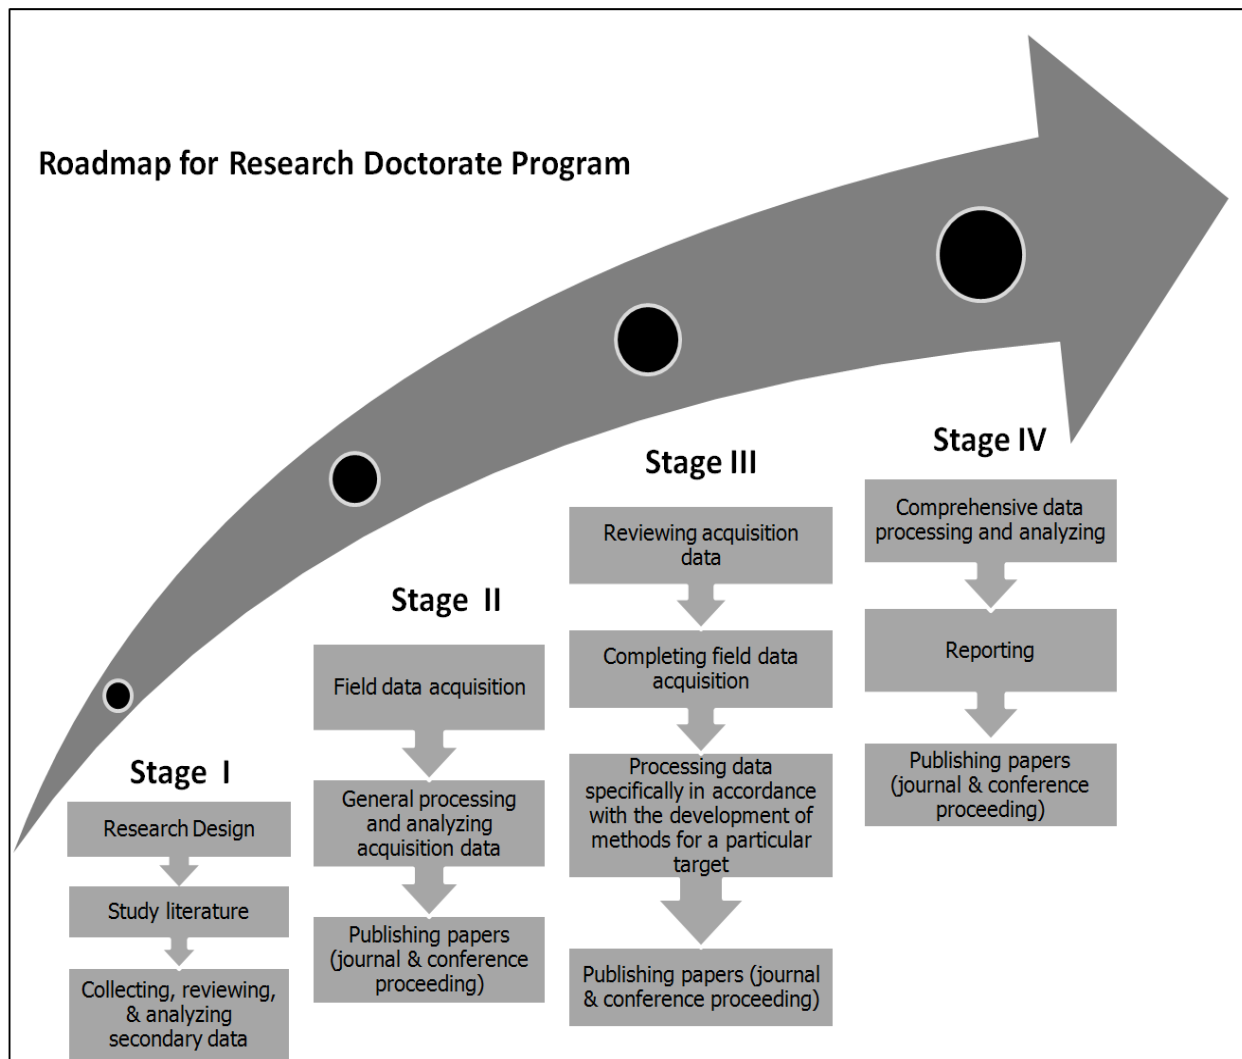 Roadmap for Research Doctorate Program
Stage I
Research Design
Study literature
Collecting, reviewing,
& analyzing
secondary data
Stage II
Field data acquisition
General processing
and analyzing
acquisition data
Publishing papers
(journal & conference
proceeding)
Stage III
Reviewing acquisition
data
Completing field data
acquisition
Processing data
specifically in accordance
with the development of
methods for a particular
target
Publishing papers (journal
& conference proceeding)
Stage IV
Comprehensive data
processing and analyzing
Reporting
Publishing papers
(journal & conference
proceeding)